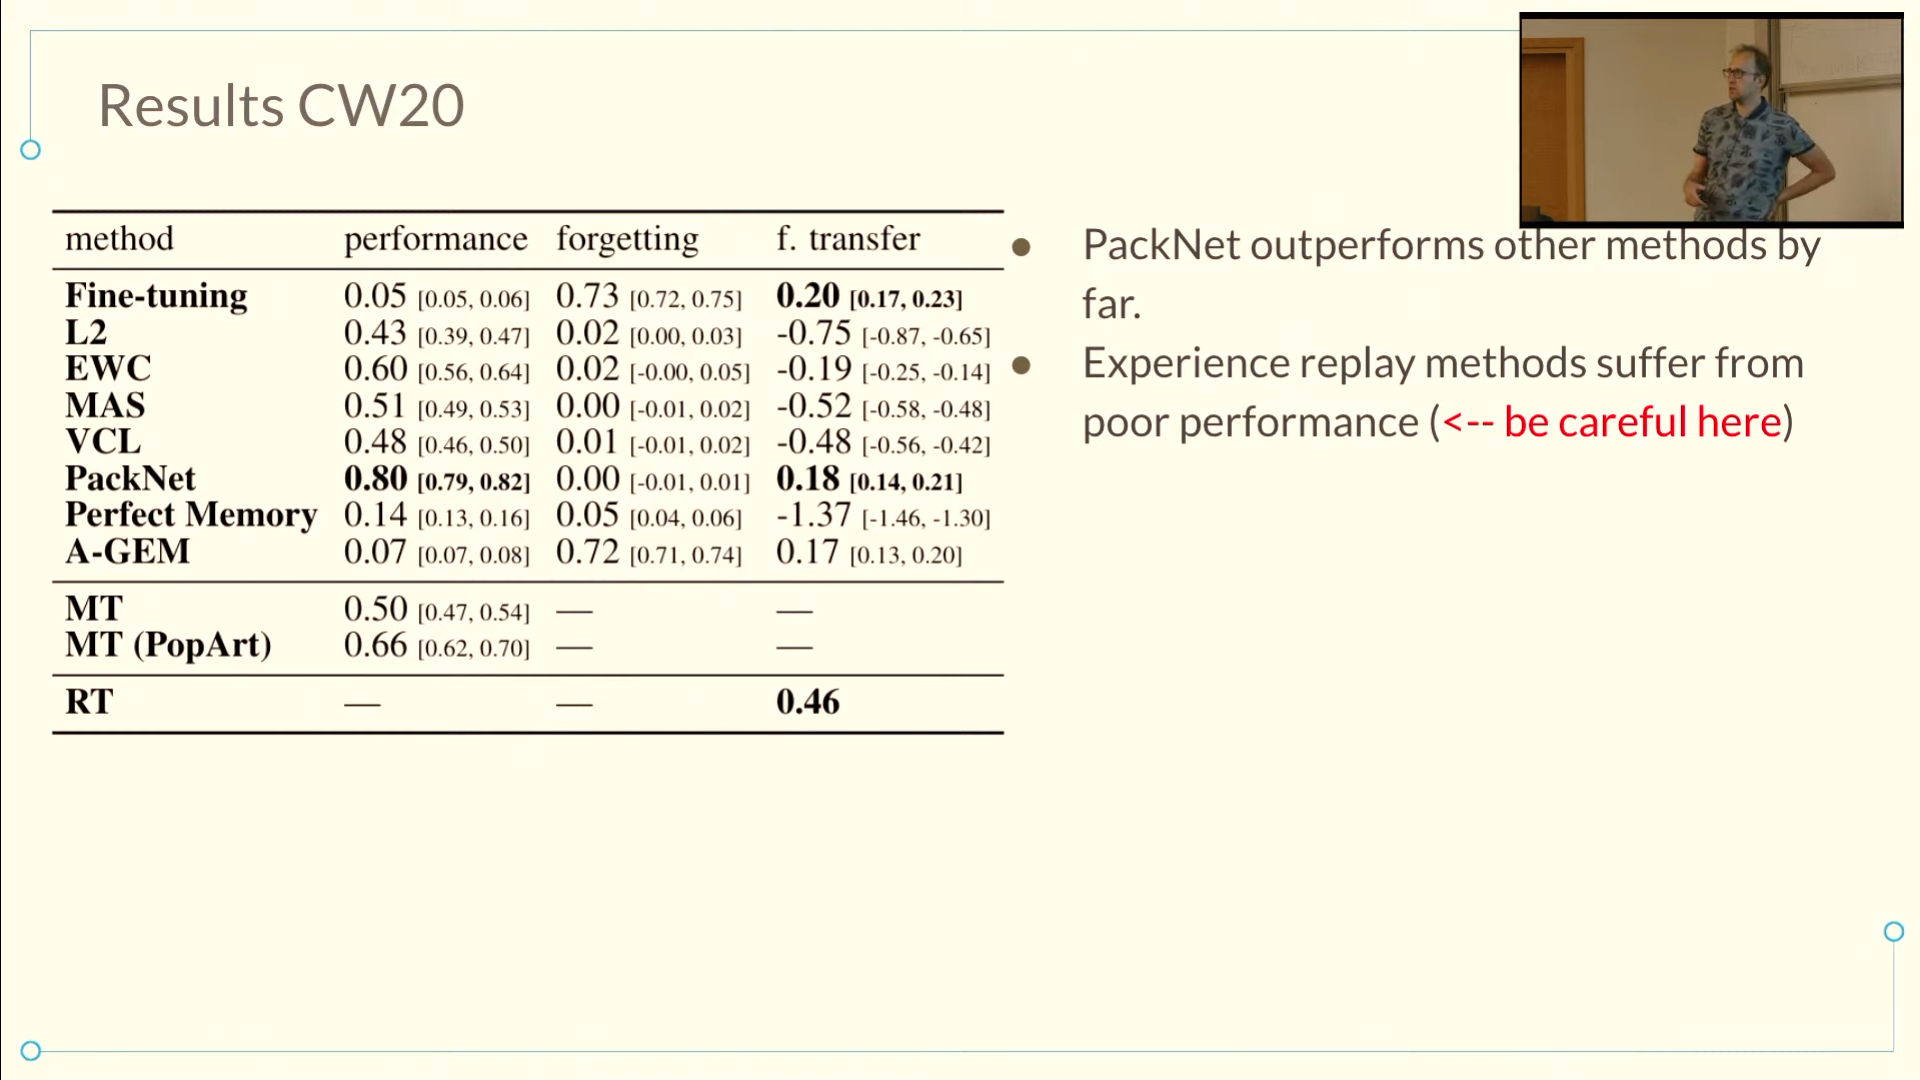 Results CW20
method performance forgetting f. transfer
Fine-tuning 0.05 [0.05, 0.06] 0.73 [0.72, 0.75] 0.20 [0.17, 0.23]
L2 0.43 [0.39, 0.47] 0.02 [0.00, 0.03] -0.75 [-0.87, -0.65]
EWC 0.60 [0.56, 0.64] 0.02 [-0.00, 0.05] -0.19 [-0.25, -0.14]
MAS 0.51 [0.49, 0.53] 0.00 [-0.01, 0.02] -0.52 [-0.58, -0.48]
VCL 0.48 [0.46, 0.50] 0.01 [-0.01, 0.02] -0.48 [-0.56, -0.42]
PackNet 0.80 [0.79, 0.82] 0.00 [-0.01, 0.01] 0.18 [0.14, 0.21]
Perfect Memory 0.14 [0.13, 0.16] 0.05 [0.04, 0.06] -1.37 [-1.46, -1.30]
A-GEM 0.07 [0.07, 0.08] 0.72 [0.71, 0.74] 0.17 [0.13, 0.20]
MT 0.50 [0.47, 0.54] — —
MT (PopArt) 0.66 [0.62, 0.70] — —
RT — — 0.46
● PackNet outperforms other methods by
far.
● Experience replay methods suffer from
poor performance (<-- be careful here)